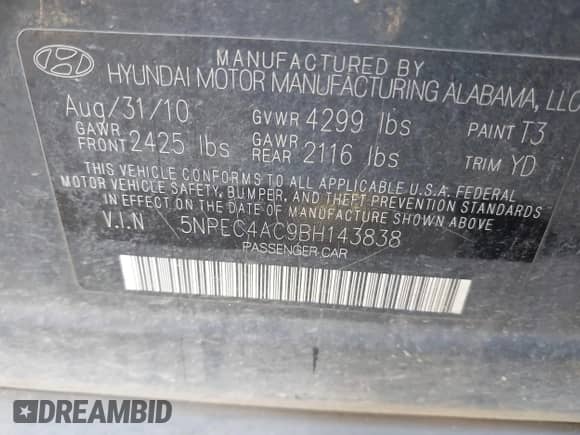 MANUFACTURED BY
HYUNDAI MOTOR MANUFACTURING ALABAMA, LLC
Aug/31/10 GVWR 4299 lbs PAINT T3
GAWR FRONT 2425 lbs GAWR REAR 2116 lbs TRIM YD
THIS VEHICLE CONFORMS TO ALL APPLICABLE U.S.A. FEDERAL
MOTOR VEHICLE SAFETY, BUMPER, AND THEFT PREVENTION STANDARDS
IN EFFECT ON THE DATE OF MANUFACTURE SHOWN ABOVE
V.I.N 5NPEC4AC9BH143838
PASSENGER CAR
DREAMBID